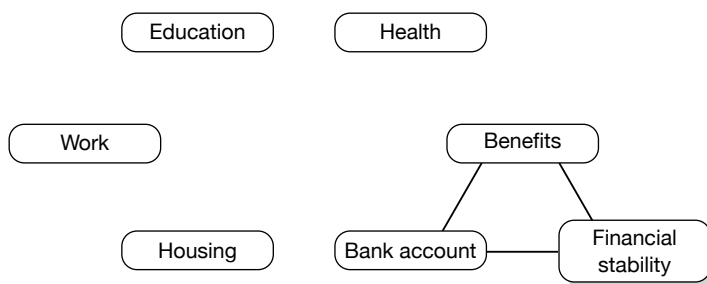 Education
Health
Work
Benefits
Housing
Bank account
Financial
stability